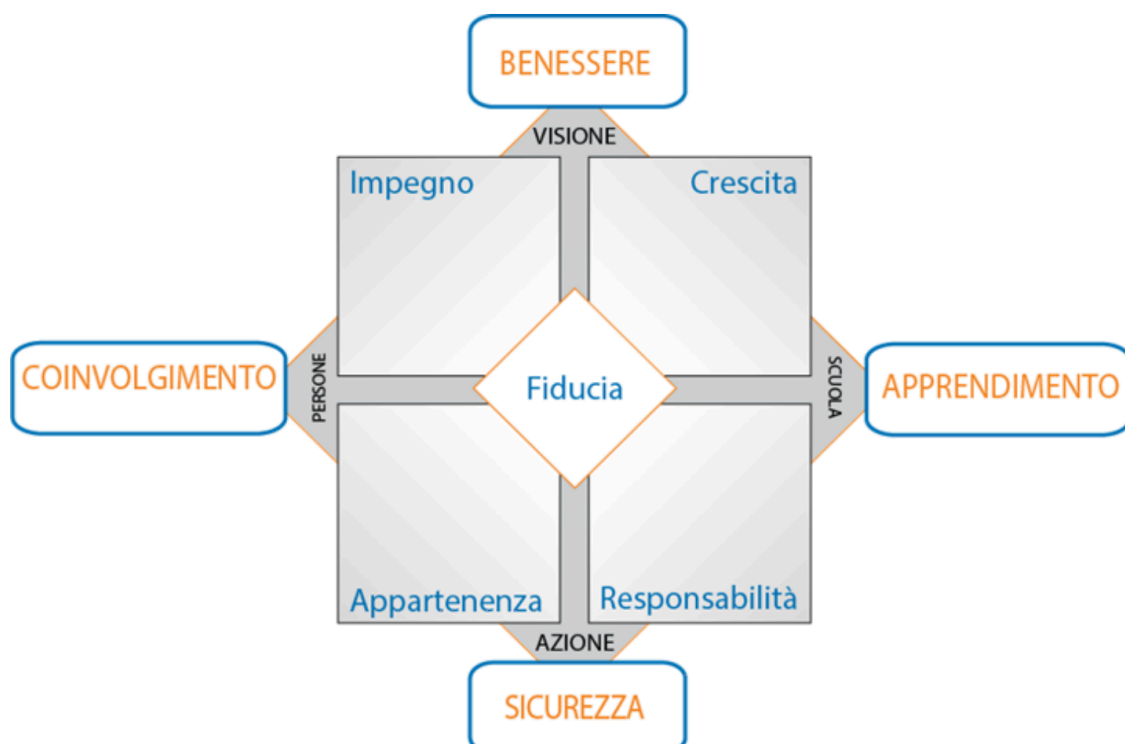 BENESSERE
VISIONE
Impegno
Crescita
COINVOLGIMENTO
PERSONE
Fiducia
SCUOLA
APPRENDIMENTO
Appartenenza
Responsabilità
AZIONE
SICUREZZA